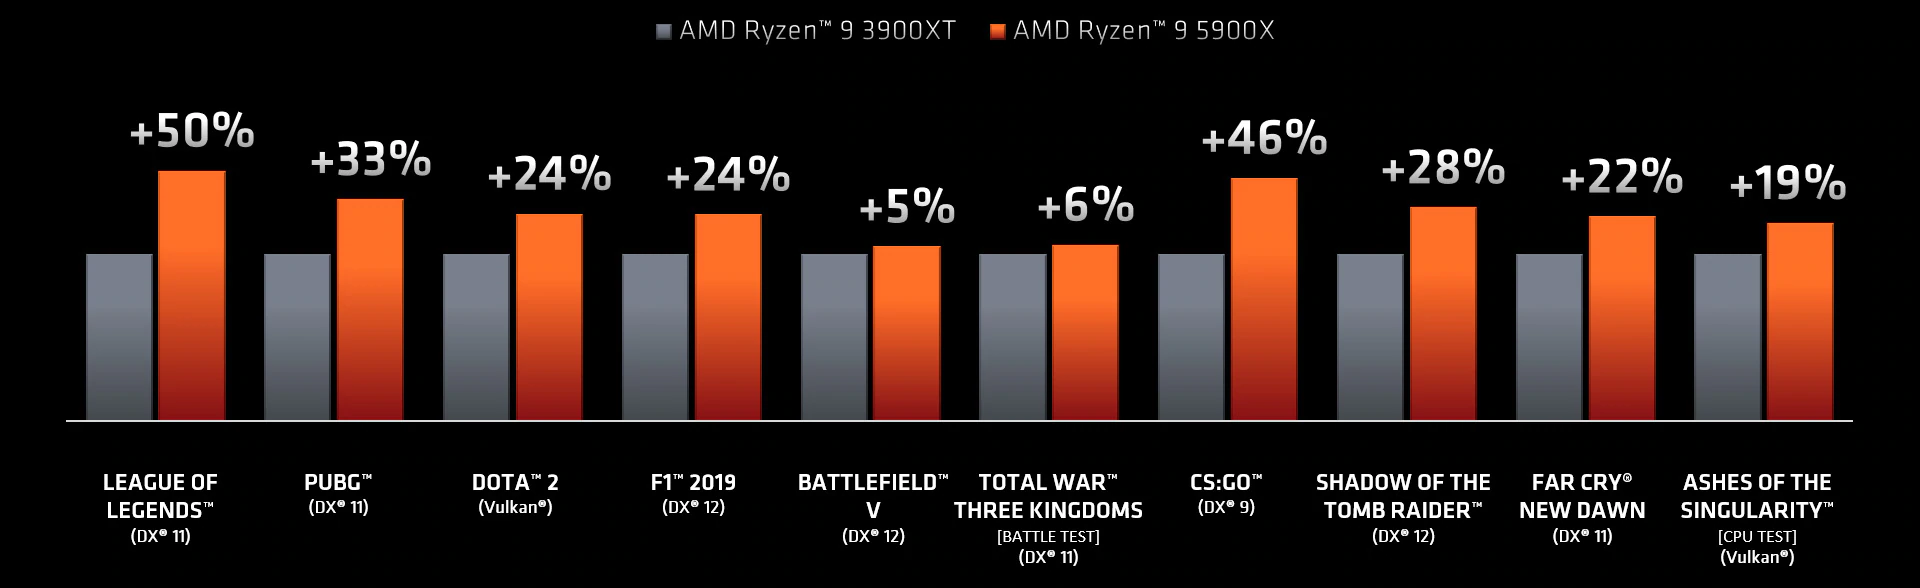 AMD Ryzen™ 9 3900XT AMD Ryzen™ 9 5900X
+50% +33% +24% +24% +5% +6% +46% +28% +22% +19%
LEAGUE OF
LEGENDS™
(DX® 11)
PUBG™
(DX® 11)
DOTA™ 2
(Vulkan®)
F1™ 2019
(DX® 12)
BATTLEFIELD™
V
(DX® 12)
TOTAL WAR™
THREE KINGDOMS
[BATTLE TEST]
(DX® 11)
CS:GO™
(DX® 9)
SHADOW OF THE
TOMB RAIDER™
(DX® 12)
FAR CRY®
NEW DAWN
(DX® 11)
ASHES OF THE
SINGULARITY™
[CPU TEST]
(Vulkan®)